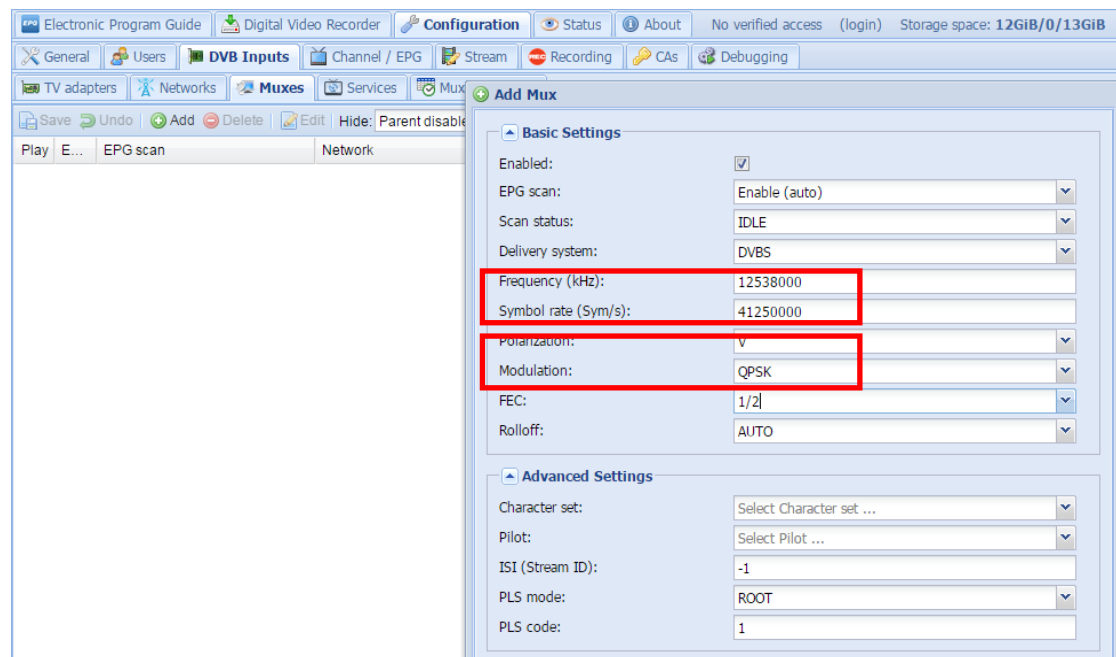 EPG Electronic Program Guide Digital Video Recorder Configuration Status About No verified access (login) Storage space: 12GiB/0/13GiB
General Users DVB Inputs Channel / EPG Stream REC Recording CAs Debugging
TV adapters Networks Muxes Services Mux
Save Undo Add Delete Edit Hide: Parent disable
Play E... EPG scan Network
Add Mux
Basic Settings
Enabled:
EPG scan: Enable (auto)
Scan status: IDLE
Delivery system: DVBS
Frequency (kHz): 12538000
Symbol rate (Sym/s): 41250000
Polarization: V
Modulation: QPSK
FEC: 1/2
Rolloff: AUTO
Advanced Settings
Character set: Select Character set ...
Pilot: Select Pilot ...
ISI (Stream ID): -1
PLS mode: ROOT
PLS code: 1